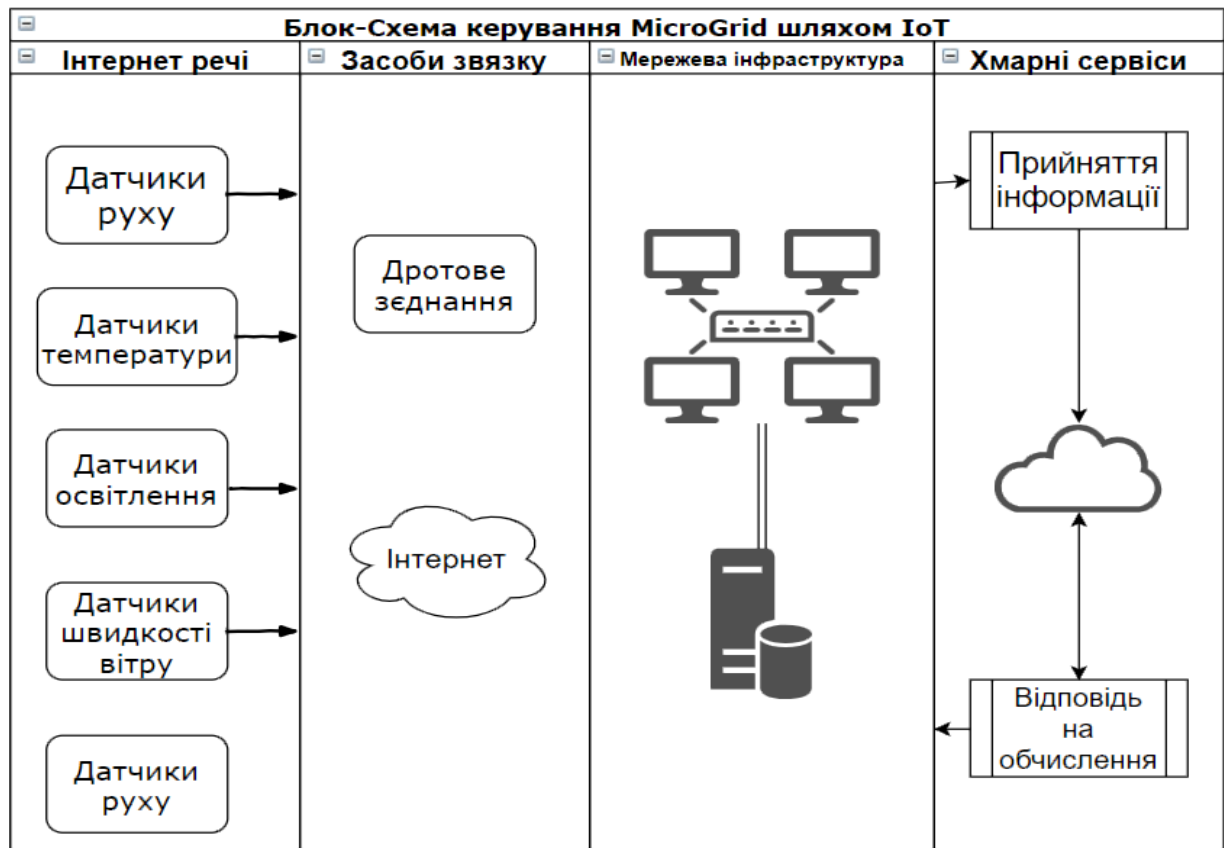 Блок-Схема керування MicroGrid шляхом IoT
Інтернет речі
Засоби звязку
Мережева інфраструктура
Хмарні сервіси
Датчики
руху
Датчики
температури
Датчики
освітлення
Датчики
швидкості
вітру
Датчики
руху
Дротове
зєднання
Інтернет
Прийняття
інформації
Відповідь
на
обчислення